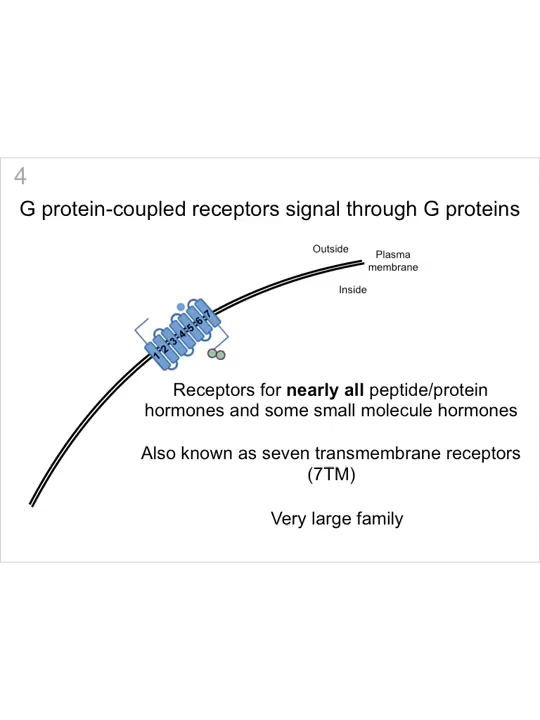 4
G protein-coupled receptors signal through G proteins
Outside
Plasma
membrane
Inside
1 2 3 4 5 6 7
Receptors for nearly all peptide/protein
hormones and some small molecule hormones
Also known as seven transmembrane receptors
(7TM)
Very large family